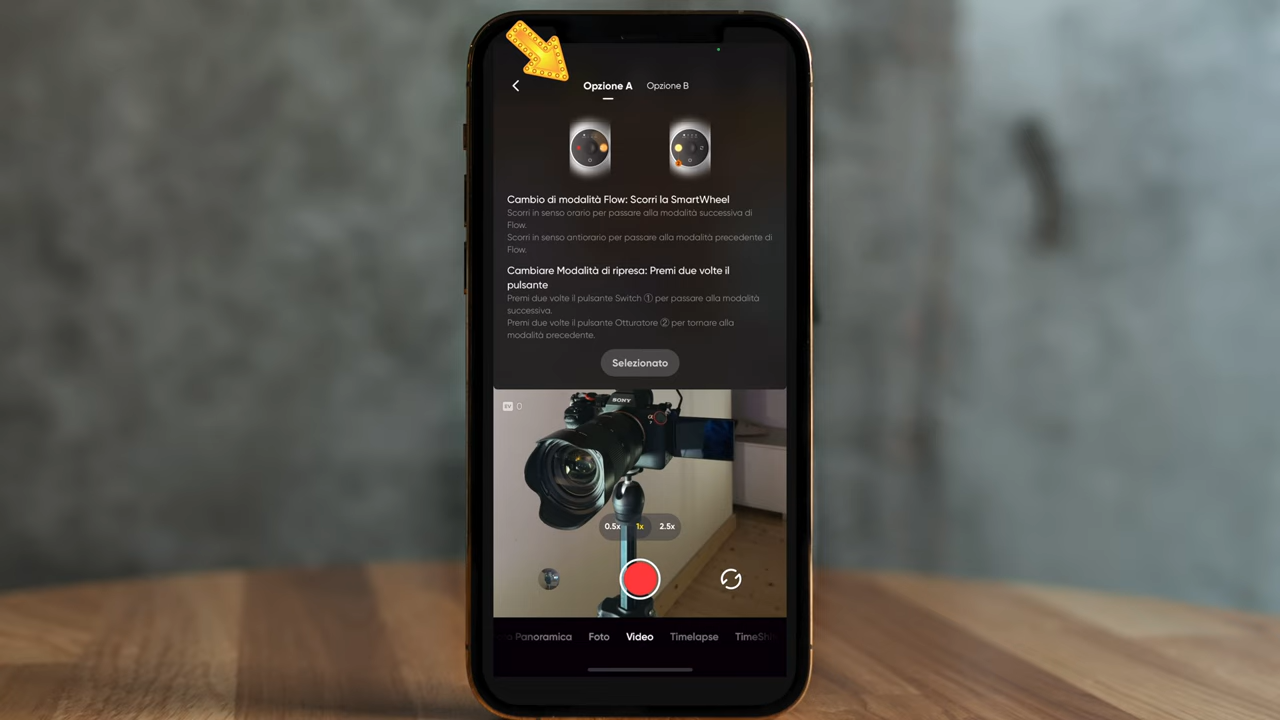 Opzione A Opzione B
Cambio di modalità Flow: Scorri la SmartWheel
Scorri in senso orario per passare alla modalità successiva di
Flow.
Scorri in senso antiorario per passare alla modalità precedente di
Flow.
Cambiare Modalità di ripresa: Premi due volte il
pulsante
Premi due volte il pulsante Switch ① per passare alla modalità
successiva.
Premi due volte il pulsante Otturatore ② per tornare alla
modalità precedente.
Selezionato
EV 0
SONY
0.5x 1x 2.5x
Panoramica Foto Video Timelapse TimeShi